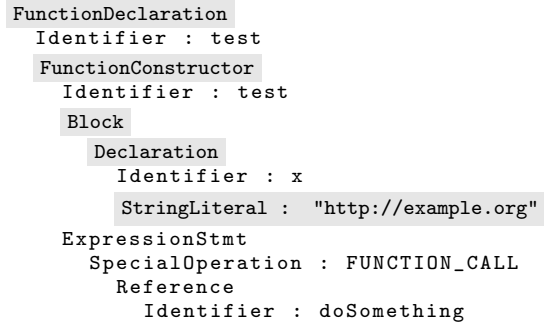 FunctionDeclaration
Identifier : test
FunctionConstructor
Identifier : test
Block
Declaration
Identifier : x
StringLiteral : "http://example.org"
ExpressionStmt
SpecialOperation : FUNCTION_CALL
Reference
Identifier : doSomething